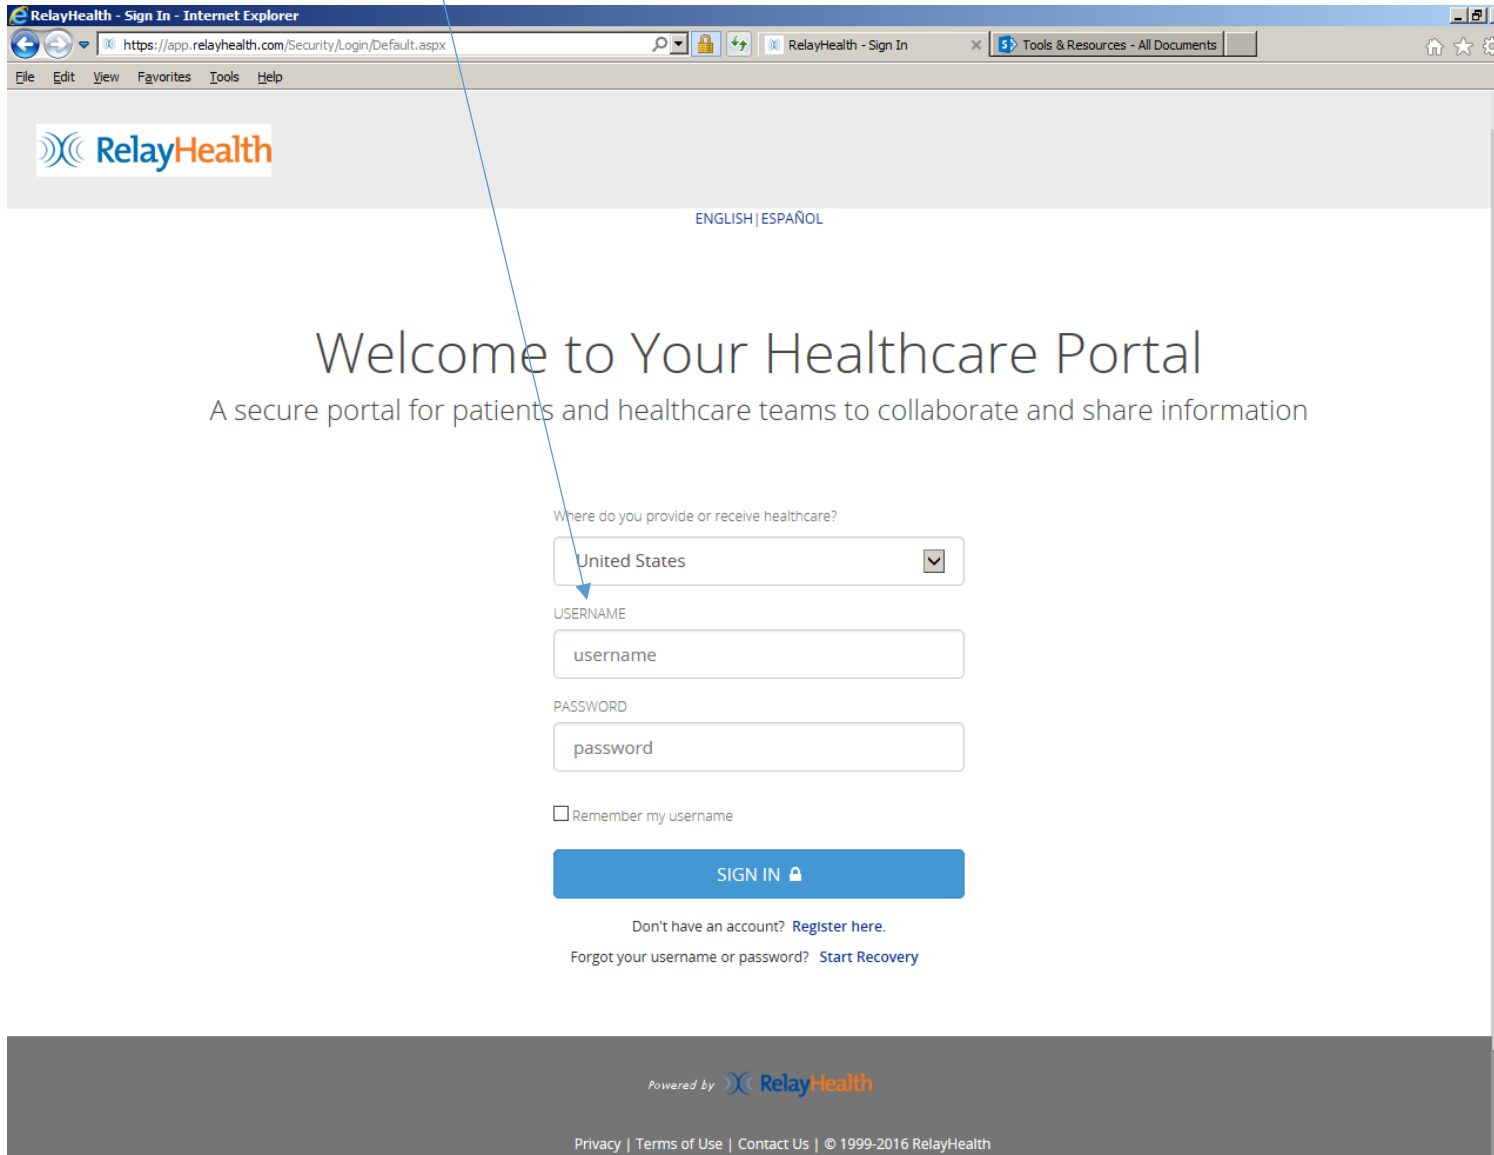 RelayHealth - Sign In - Internet Explorer
https://app.relayhealth.com/Security/Login/Default.aspx
RelayHealth - Sign In
Tools & Resources - All Documents
File Edit View Favorites Tools Help
RelayHealth
ENGLISH | ESPAÑOL
Welcome to Your Healthcare Portal
A secure portal for patients and healthcare teams to collaborate and share information
Where do you provide or receive healthcare?
United States
USERNAME
username
PASSWORD
password
Remember my username
SIGN IN
Don't have an account? Register here.
Forgot your username or password? Start Recovery
Powered by RelayHealth
Privacy | Terms of Use | Contact Us | © 1999-2016 RelayHealth